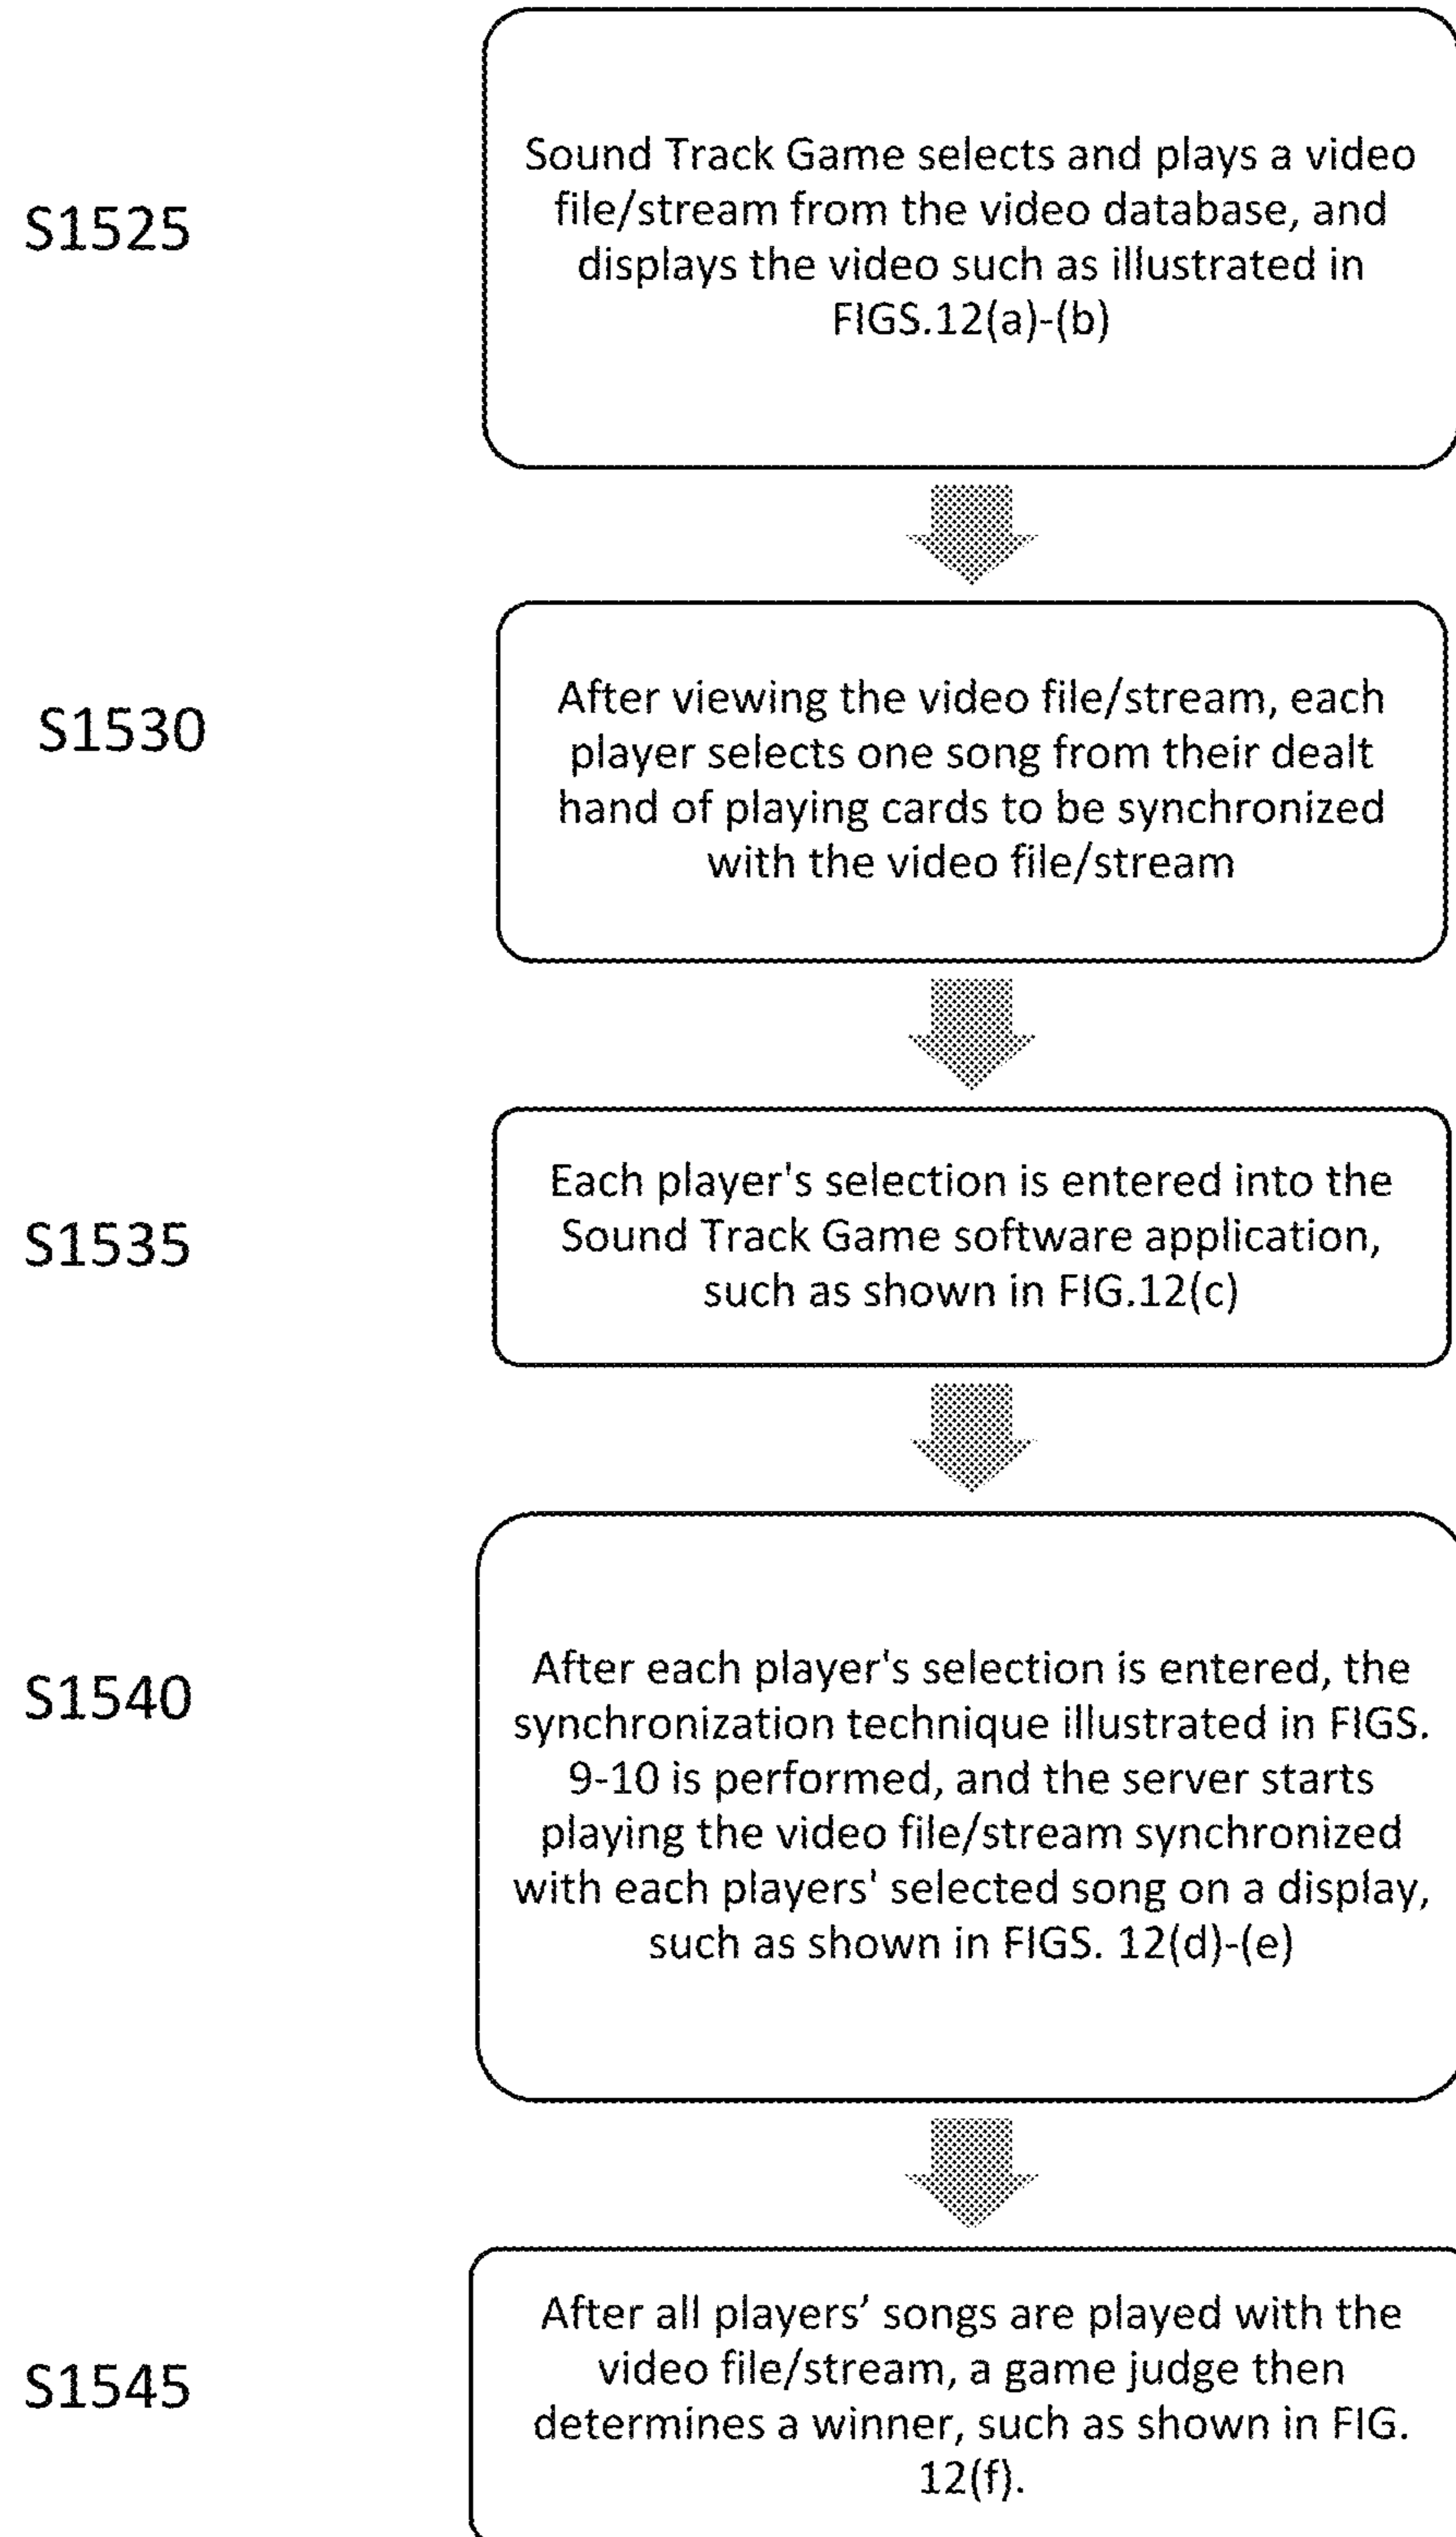 S1525
Sound Track Game selects and plays a video
file/stream from the video database, and
displays the video such as illustrated in
FIGS.12(a)-(b)
S1530
After viewing the video file/stream, each
player selects one song from their dealt
hand of playing cards to be synchronized
with the video file/stream
S1535
Each player's selection is entered into the
Sound Track Game software application,
such as shown in FIG.12(c)
S1540
After each player's selection is entered, the
synchronization technique illustrated in FIGS.
9-10 is performed, and the server starts
playing the video file/stream synchronized
with each players' selected song on a display,
such as shown in FIGS. 12(d)-(e)
S1545
After all players’ songs are played with the
video file/stream, a game judge then
determines a winner, such as shown in FIG.
12(f).